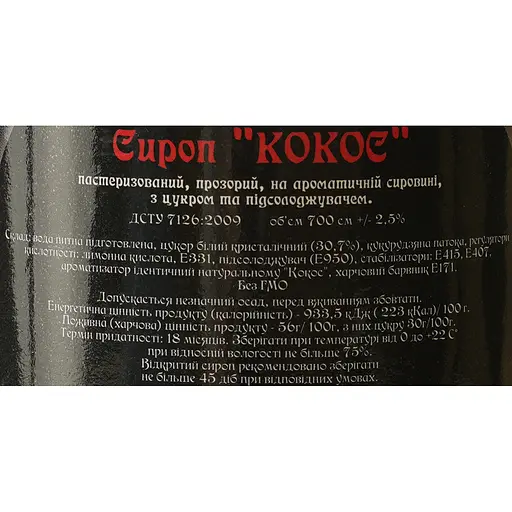 Сироп "КОКОС"
пастеризований, прозорий, на ароматичній сировині,
з цукром та підсолоджувачем.
ДСТУ 7126:2009 об'єм 700 см +/- 2,5%
Склад: вода питна підготовлена, цукор білий кристалічний (30,7%), кукурудзяна патока, регулятори
кислотності: лимонна кислота, Е331, підсолоджувач (Е950), стабілізатори: Е415, Е407,
ароматизатор ідентичний натуральному "Кокос", харчовий барвник Е171.
Без ГМО
Допускається незначний осад, перед вживанням збовтати.
Енергетична цінність продукту (калорійність) - 933,5 кДж ( 223 кКал)/ 100 г.
Поживна (харчова) цінність продукту - 56г/ 100г, з них цукру 30г/100г.
Термін придатності: 18 місяців. Зберігати при температурі від 0 до +22 С°
при відносній вологості не більше 75%.
Відкритий сироп рекомендовано зберігати
не більше 45 діб при відповідних умовах.